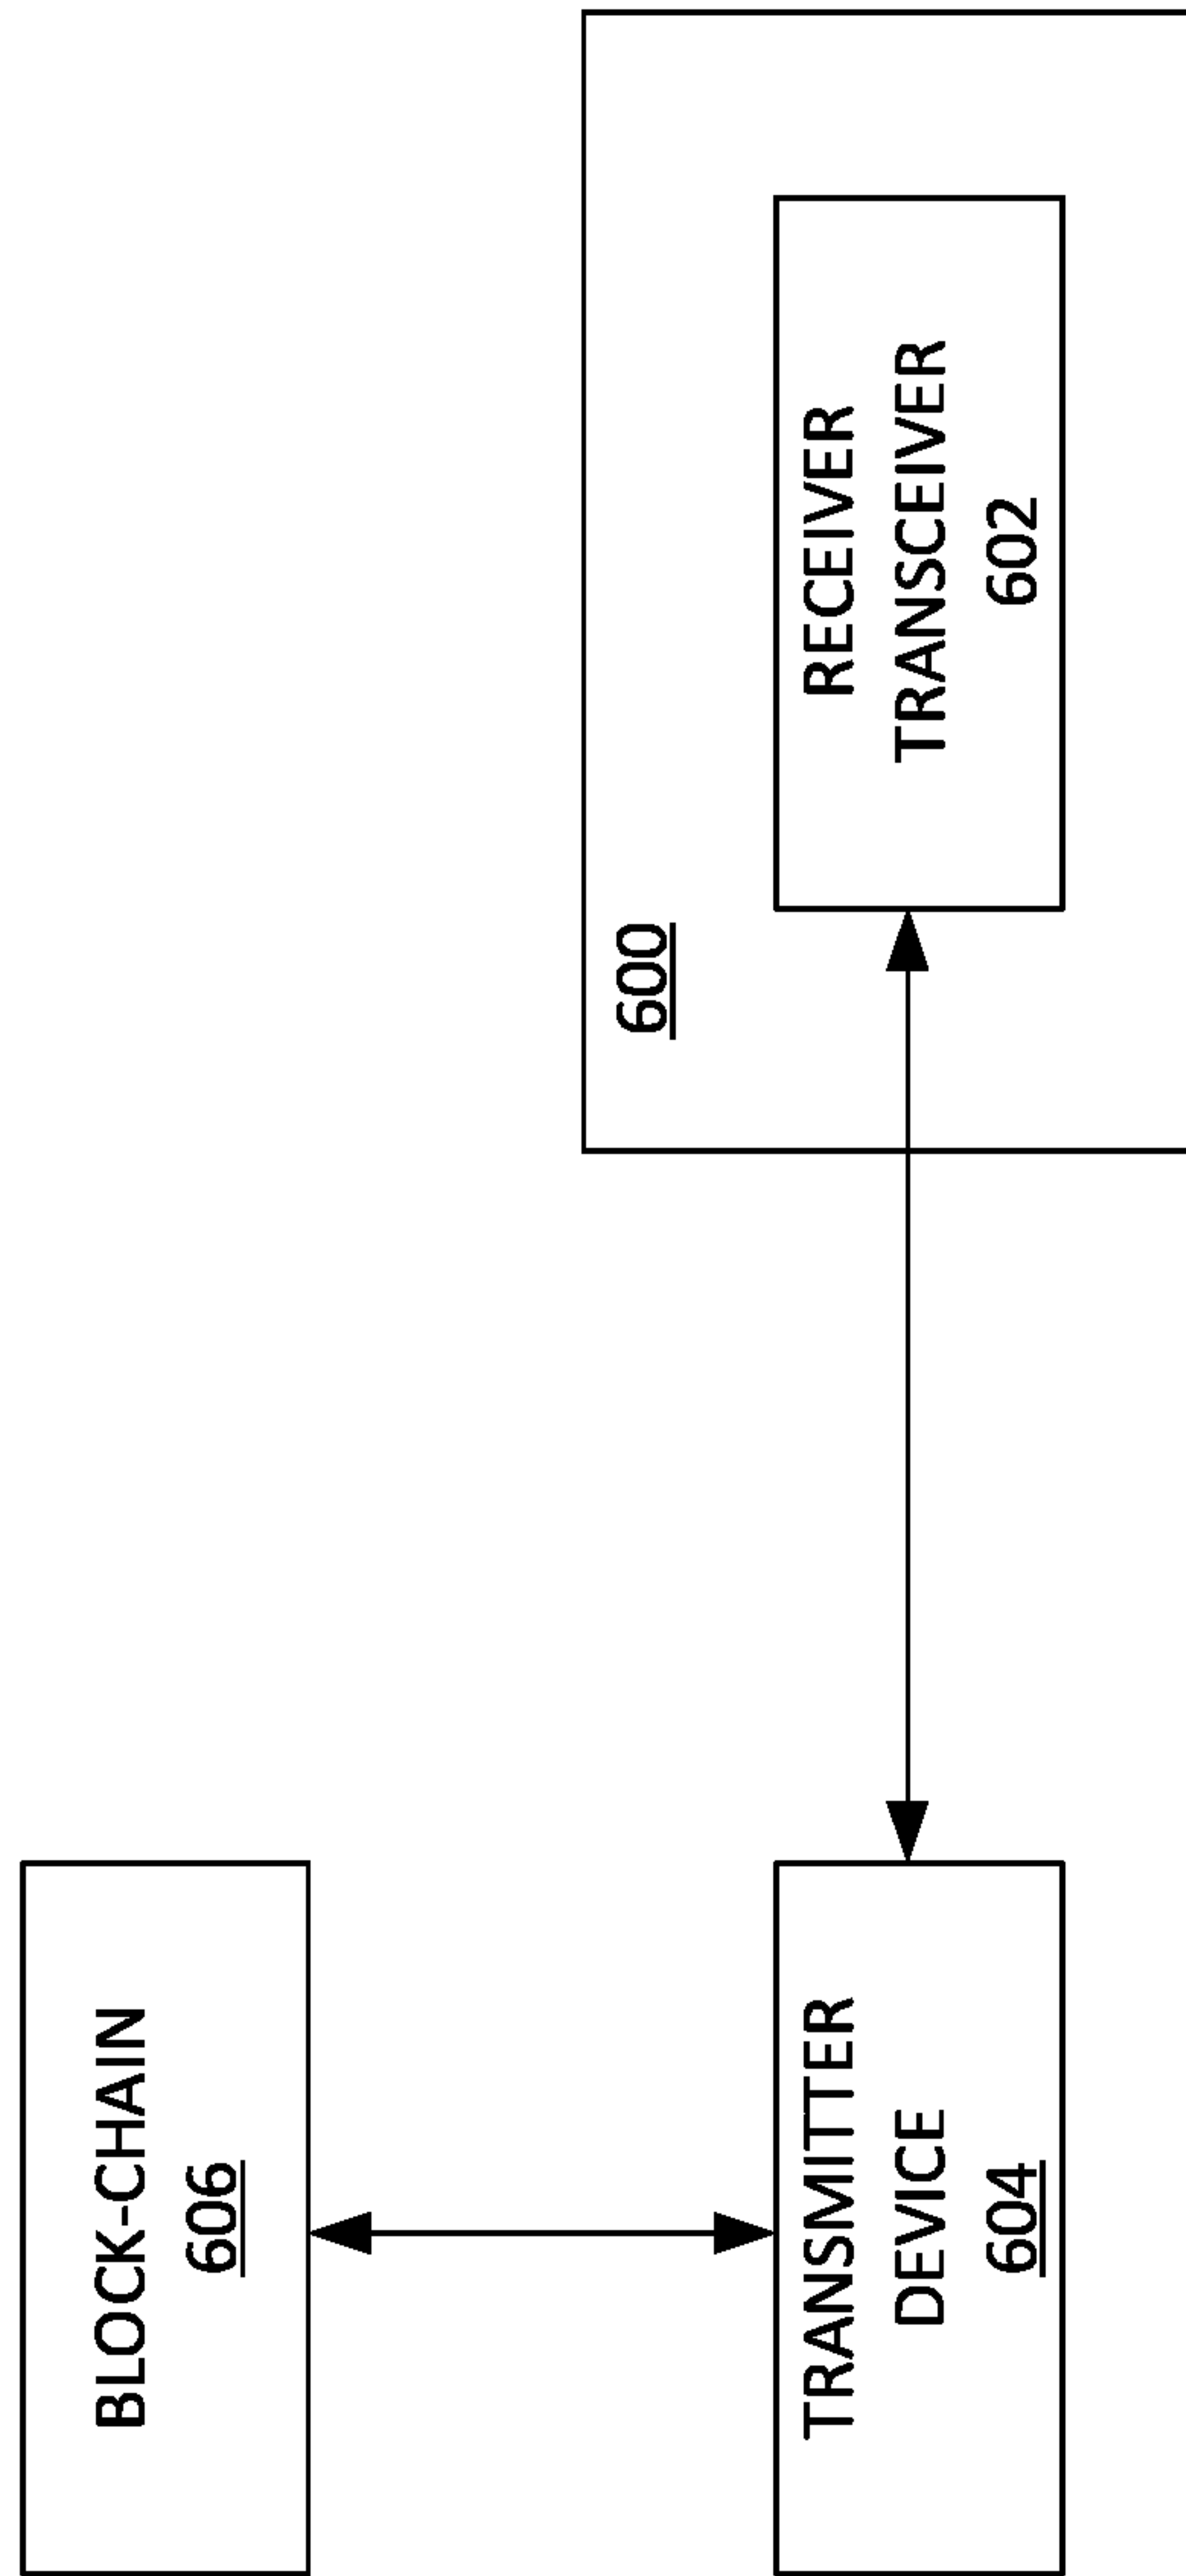 BLOCK-CHAIN
606
TRANSMITTER
DEVICE
604
600
RECEIVER
TRANSCEIVER
602